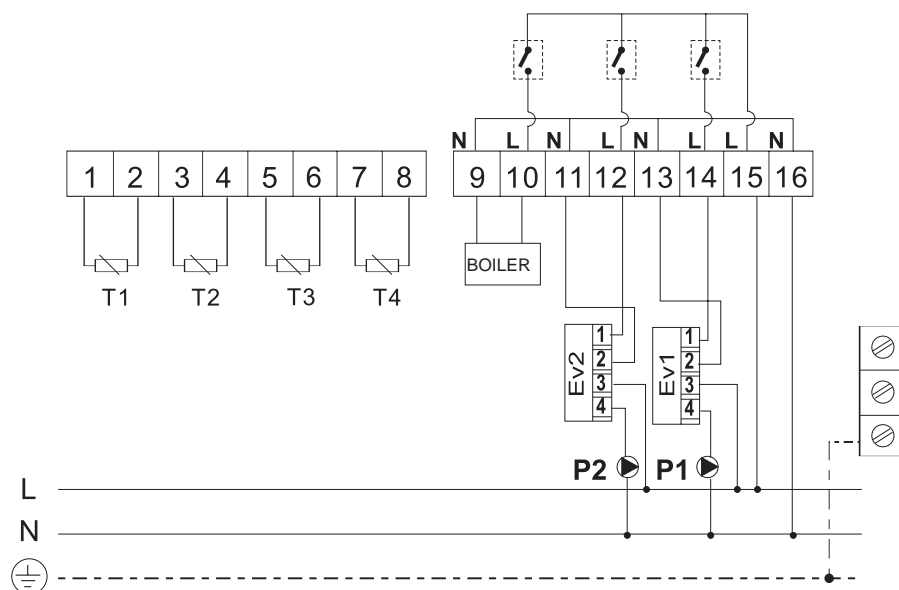 N L N L N L L N
1 2 3 4 5 6 7 8 9 10 11 12 13 14 15 16
BOILER
T1 T2 T3 T4
Ev2 1 2 3 4
Ev1 1 2 3 4
P2 P1
L
N